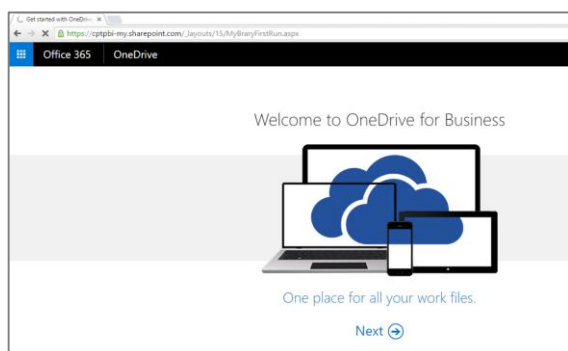 Get started with OneDriv
https://cptpbi-my.sharepoint.com/_layouts/15/MyBraryFirstRun.aspx
Office 365 OneDrive
Welcome to OneDrive for Business
One place for all your work files.
Next